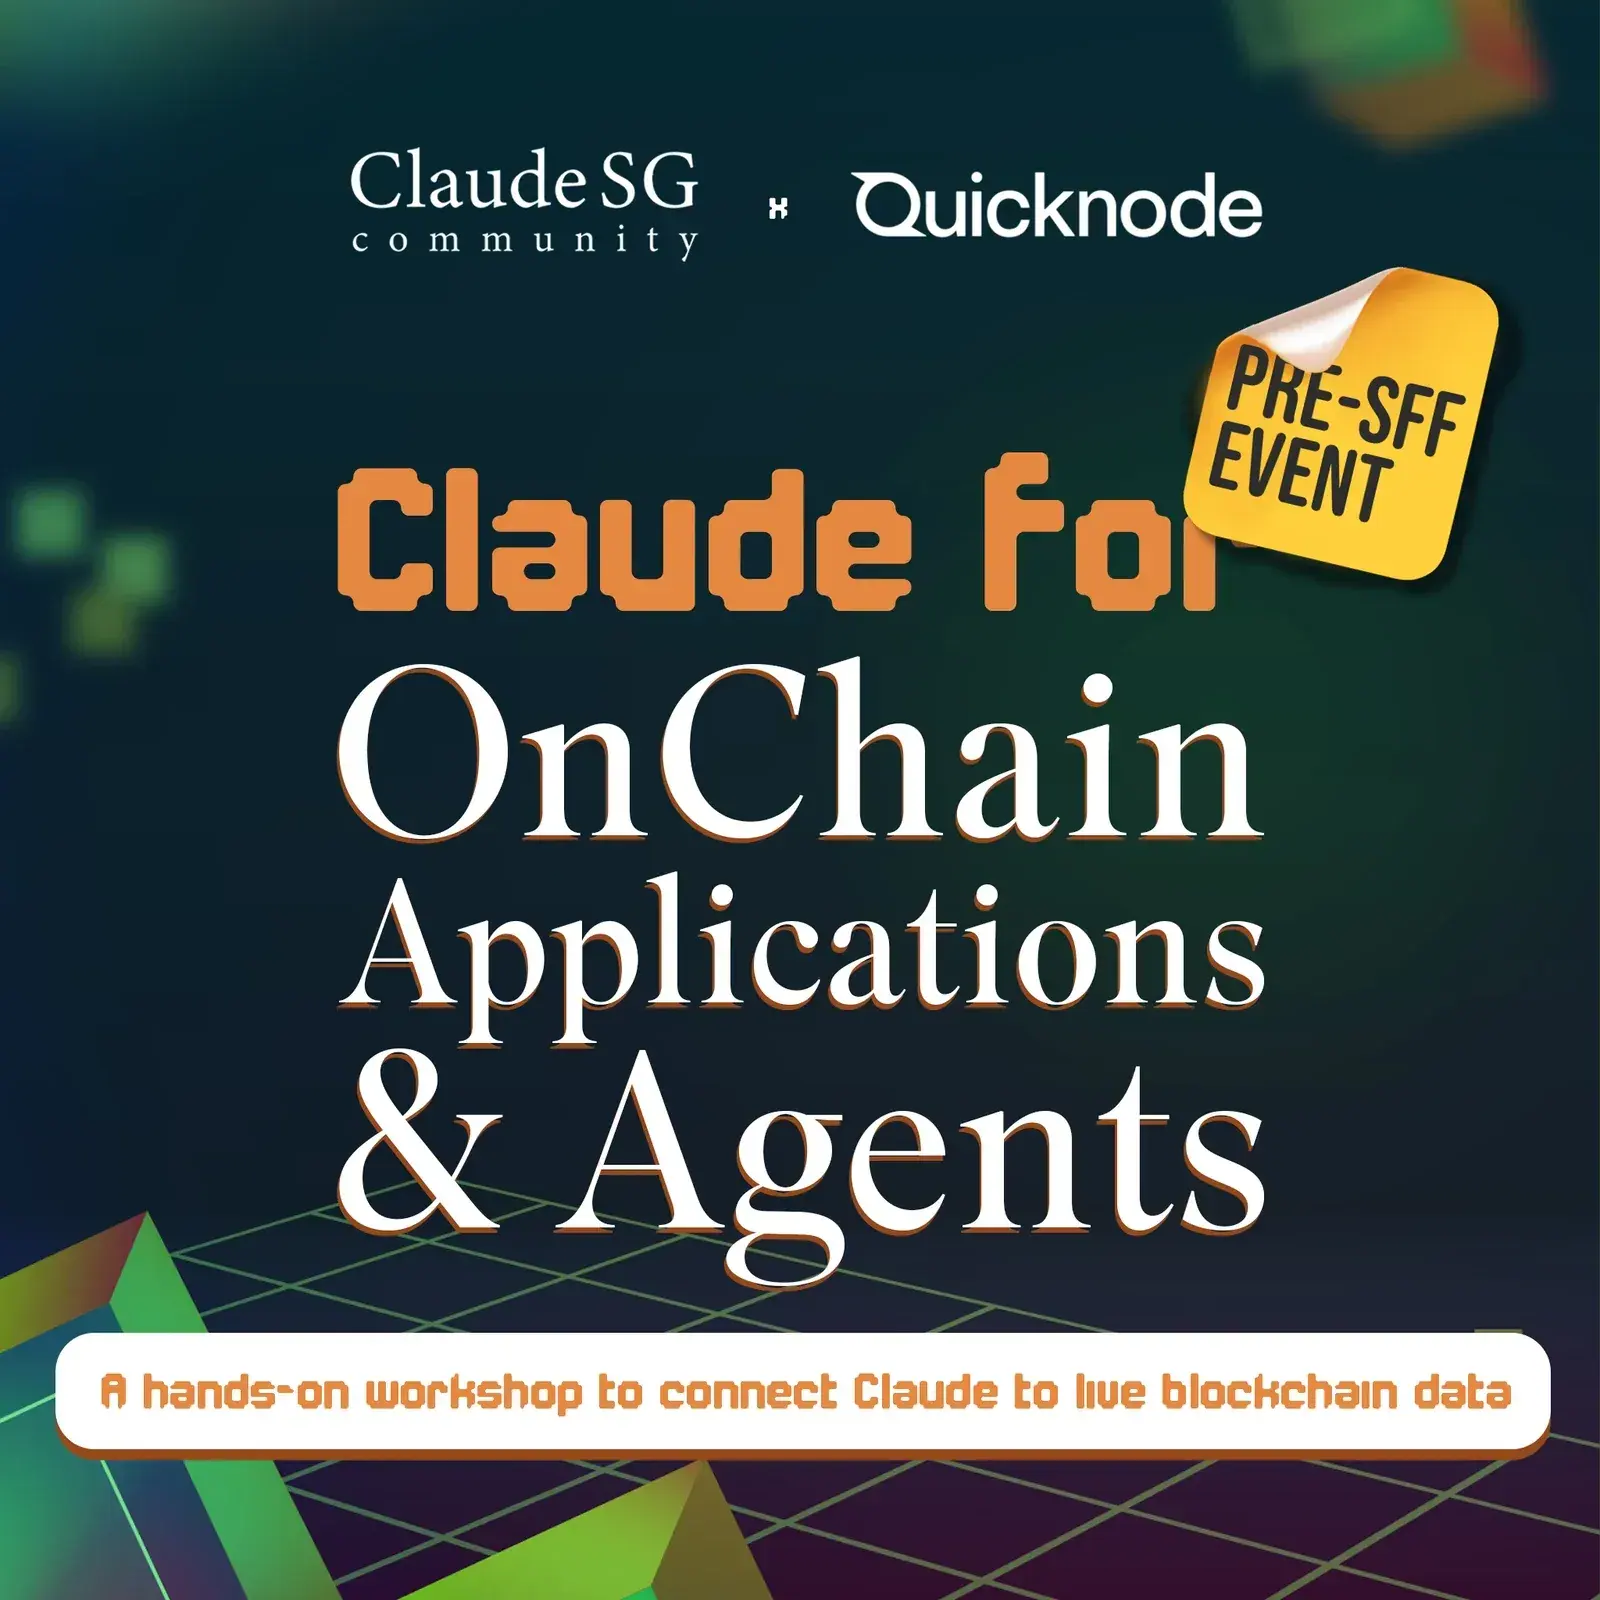 Claude SG
community
x
Quicknode
PRE-SFF
EVENT
Claude for
OnChain
Applications
& Agents
A hands-on workshop to connect Claude to live blockchain data